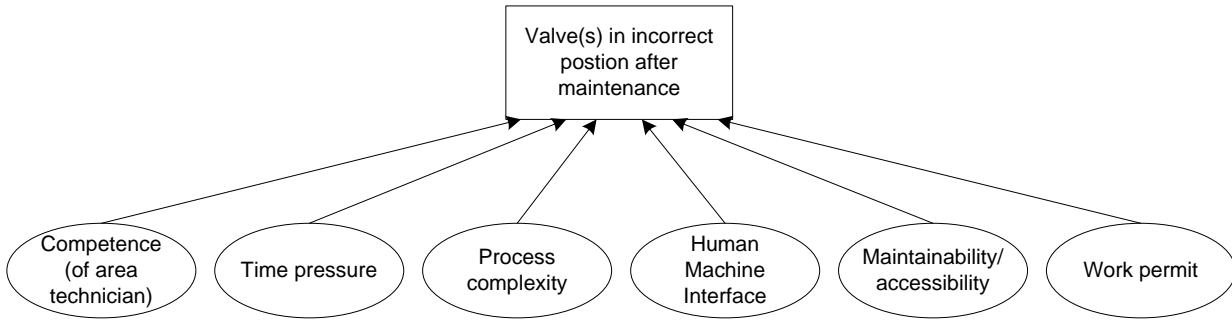 Valve(s) in incorrect
postion after
maintenance
Competence
(of area
technician)
Time pressure
Process
complexity
Human
Machine
Interface
Maintainability/
accessibility
Work permit